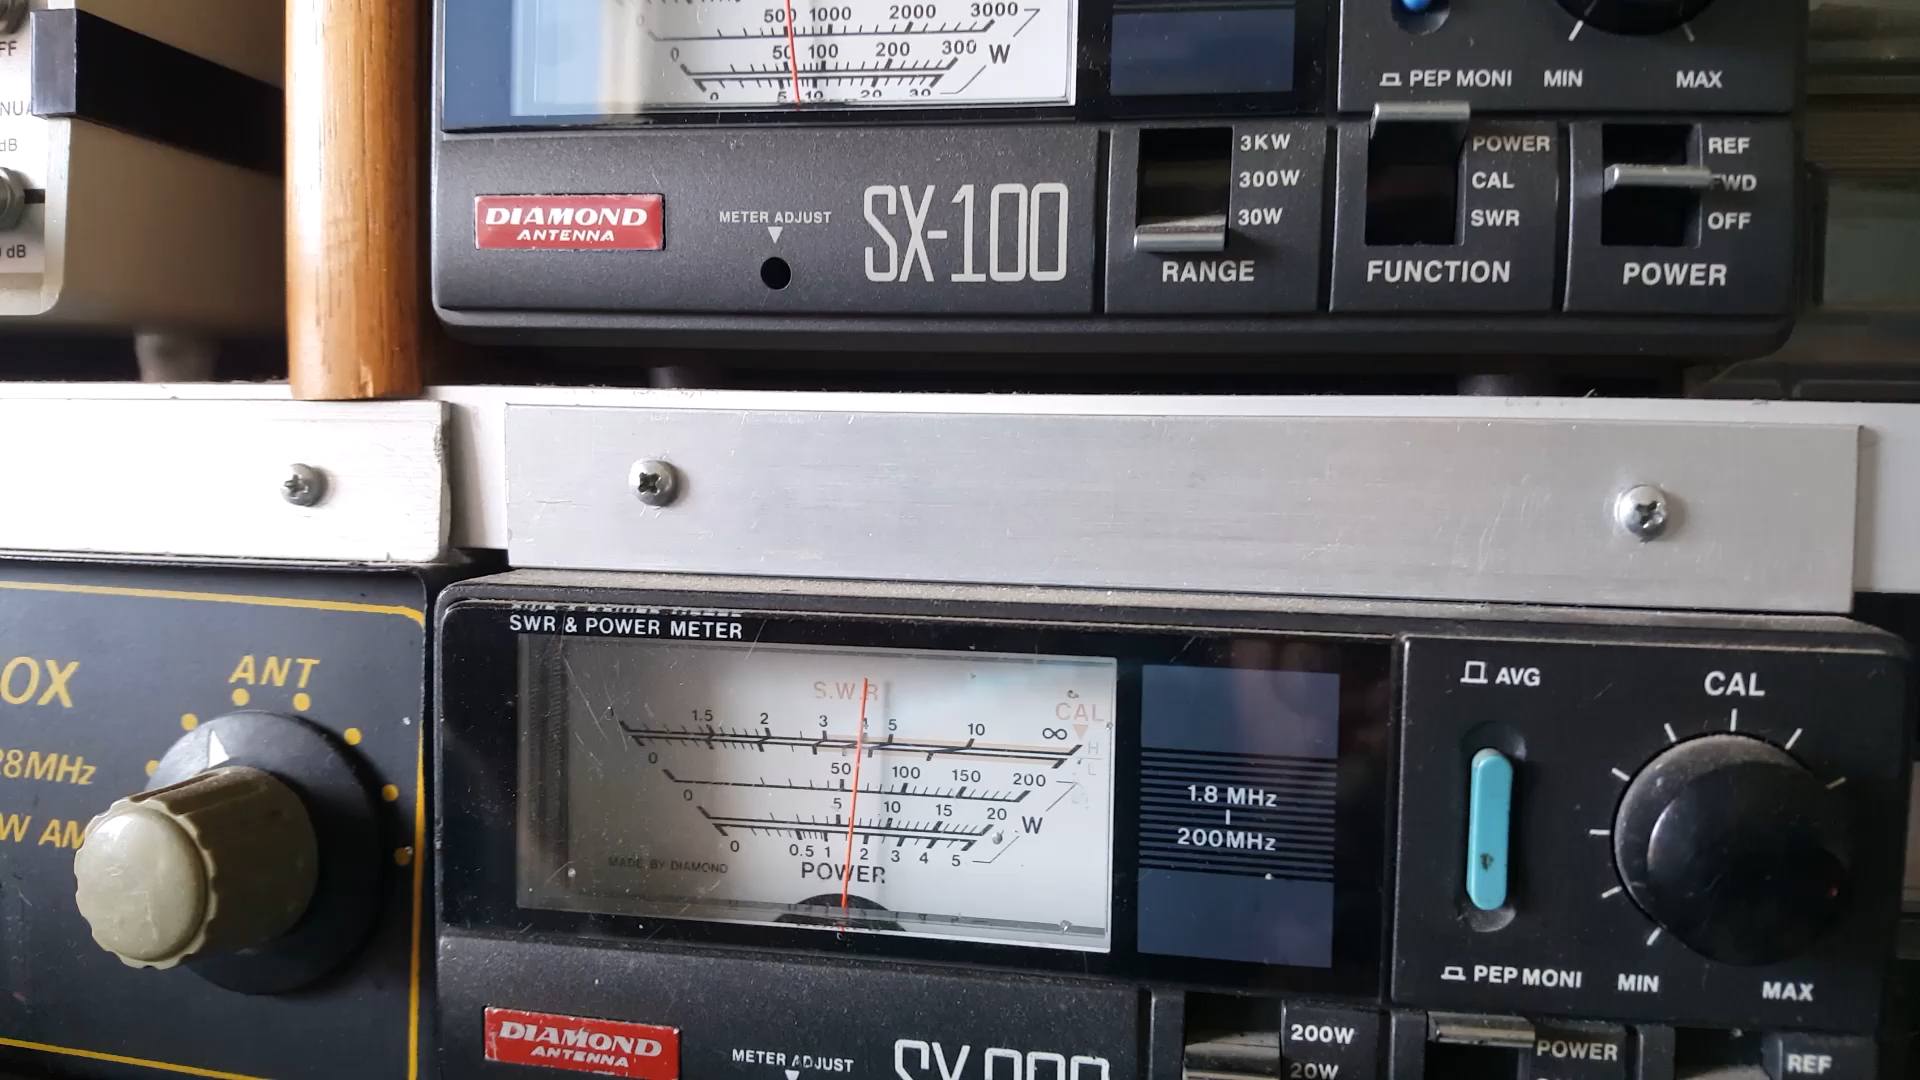 500 1000 2000 3000
0 50 100 200 300 W
0 5 10 20 30
PEP MONI MIN MAX
FF
NUA
dB
0 dB
DIAMOND
ANTENNA
METER ADJUST
SX-100
3KW
300W
30W
RANGE
POWER
CAL
SWR
FUNCTION
REF
FWD
OFF
POWER
OX
ANT
28MHz
W AM
SWR & POWER METER
S.W.R
CAL
1.5 2 3 4 5 10 ∞
H
L
0 50 100 150 200
0 5 10 15 20 W
0 0.5 1 2 3 4 5
MADE BY DIAMOND
POWER
1.8 MHz
200MHz
AVG
PEP MONI
CAL
MIN MAX
DIAMOND
ANTENNA
METER ADJUST
200W
20W
POWER
REF